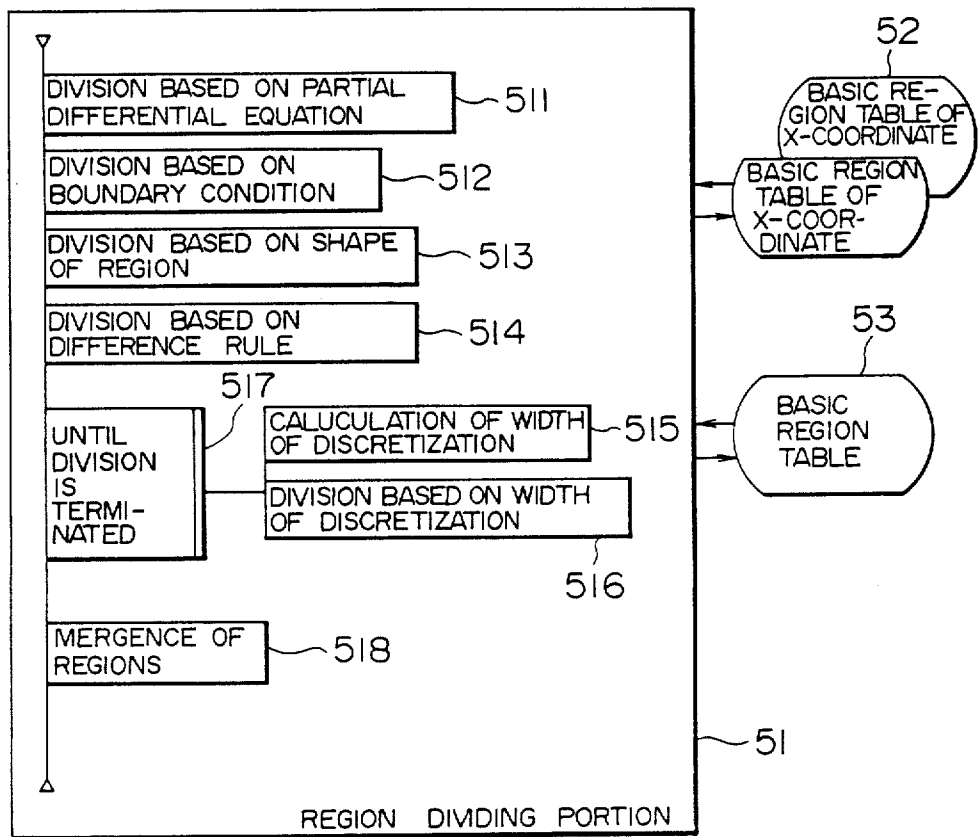 DIVISION BASED ON PARTIAL
DIFFERENTIAL EQUATION
511
DIVISION BASED ON
BOUNDARY CONDITION
512
DIVISION BASED ON SHAPE
OF REGION
513
DIVISION BASED ON
DIFFERENCE RULE
514
517
UNTIL
DIVISION
IS
TERMI-
NATED
CALUCULATION OF WIDTH
OF DISCRETIZATION
515
DIVISION BASED ON WIDTH
OF DISCRETIZATION
516
MERGENCE OF
REGIONS
518
51
REGION DIVIDING PORTION
52
BASIC RE-
GION TABLE OF
X-COORDINATE
BASIC REGION
TABLE OF
X-COOR-
DINATE
53
BASIC
REGION
TABLE